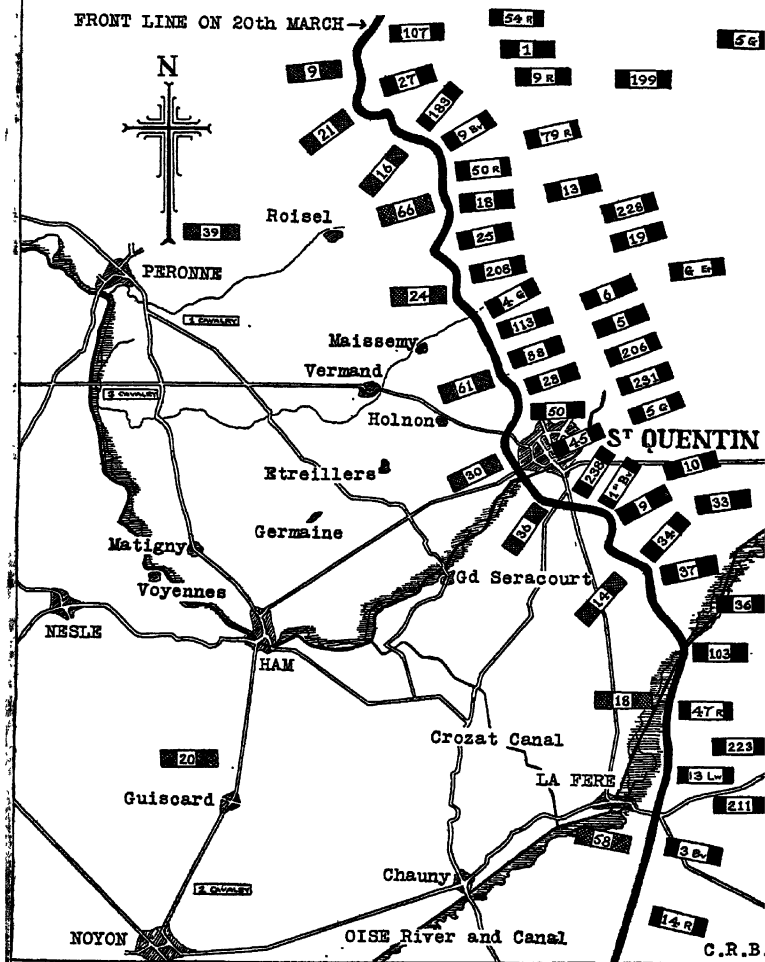 FRONT LINE ON 20th MARCH→
107
54 R
1
5 G
9
27
9 R
199
N
183
21
9 Bv
79 R
16
50 R
13
66
18
228
Roisel
39
25
19
PERONNE
208
G Er
24
4 G
6
1 CAVALRY
113
5
Maissemy
88
206
Vermand
61
28
231
3 CAVALRY
50
5 G
Holnon
45
ST QUENTIN
Etreillers
30
238
1a Bv
10
9
33
Germaine
36
34
Matigny
37
Voyennes
Gd Seracourt
14
36
NESLE
HAM
103
18
47 R
Crozat Canal
223
20
LA FERE
13 Lw
Guiscard
211
58
3 Bv
Chauny
2 CAVALRY
14 R
NOYON
OISE River and Canal
C.R.B.